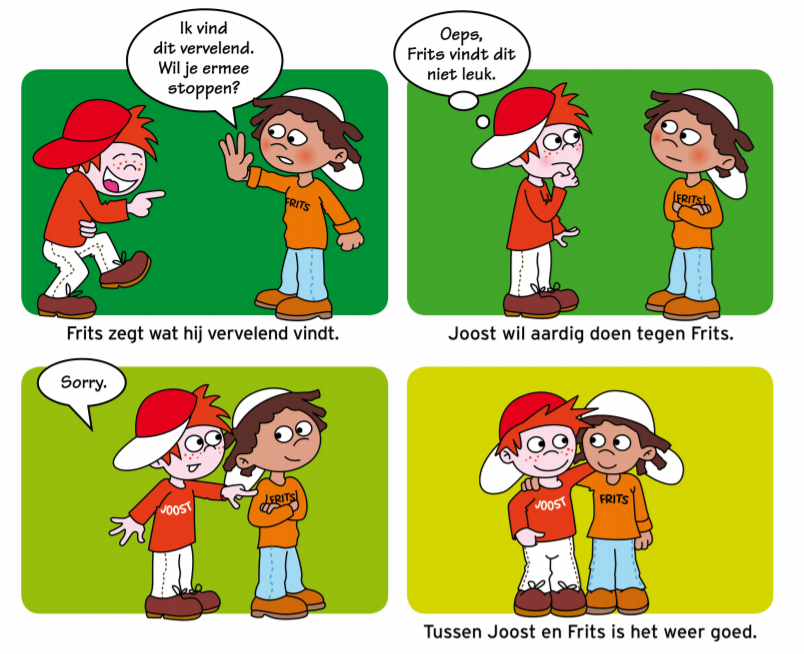 Ik vind
dit vervelend.
Wil je ermee
stoppen?
FRITS
Frits zegt wat hij vervelend vindt.
Oeps,
Frits vindt dit
niet leuk.
FRITS
Joost wil aardig doen tegen Frits.
Sorry.
JOOST
FRITS
JOOST
FRITS
Tussen Joost en Frits is het weer goed.